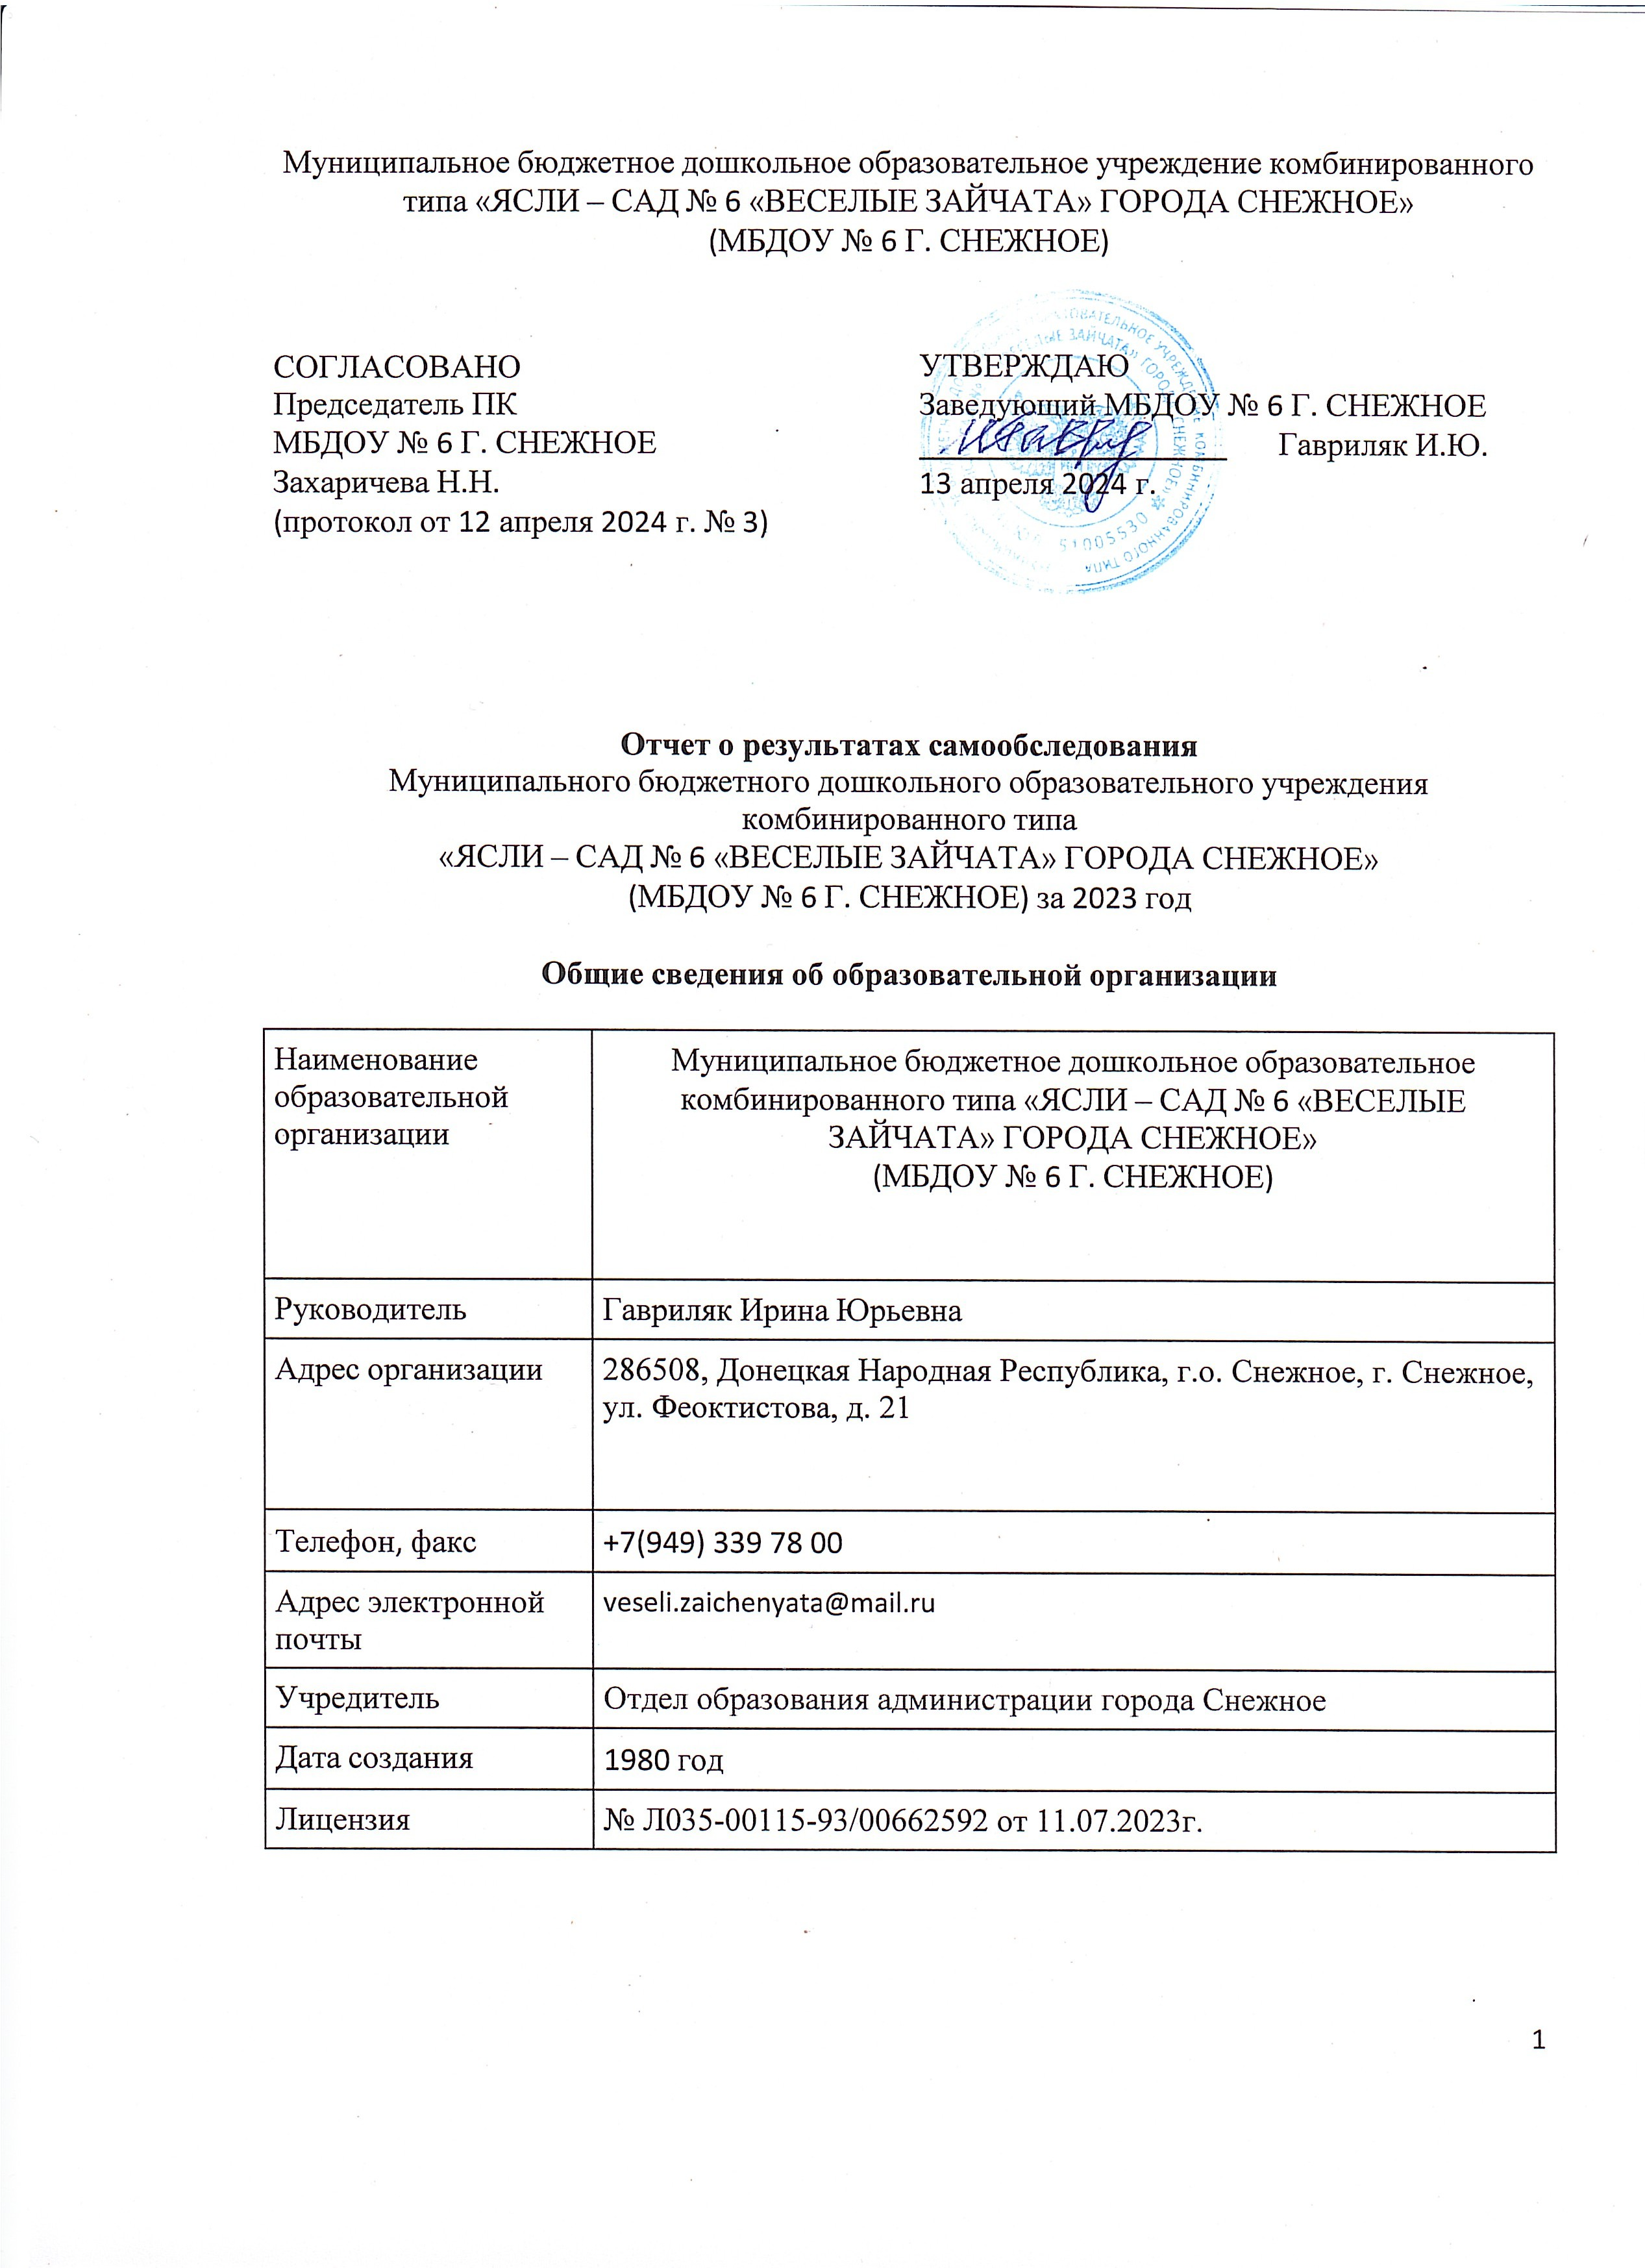 Муниципальное бюджетное дошкольное образовательное учреждение комбинированного
типа «ЯСЛИ – САД № 6 «ВЕСЕЛЫЕ ЗАЙЧАТА» ГОРОДА СНЕЖНОЕ»
(МБДОУ № 6 Г. СНЕЖНОЕ)
СОГЛАСОВАНО
Председатель ПК
МБДОУ № 6 Г. СНЕЖНОЕ
Захаричева Н.Н.
(протокол от 12 апреля 2024 г. № 3)
УТВЕРЖДАЮ
Заведующий МБДОУ № 6 Г. СНЕЖНОЕ
Гавриляк И.Ю.
13 апреля 2024 г.
51005530
Отчет о результатах самообследования
Муниципального бюджетного дошкольного образовательного учреждения
комбинированного типа
«ЯСЛИ – САД № 6 «ВЕСЕЛЫЕ ЗАЙЧАТА» ГОРОДА СНЕЖНОЕ»
(МБДОУ № 6 Г. СНЕЖНОЕ) за 2023 год
Общие сведения об образовательной организации
Наименование
образовательной
организации
Муниципальное бюджетное дошкольное образовательное
комбинированного типа «ЯСЛИ – САД № 6 «ВЕСЕЛЫЕ
ЗАЙЧАТА» ГОРОДА СНЕЖНОЕ»
(МБДОУ № 6 Г. СНЕЖНОЕ)
Руководитель
Гавриляк Ирина Юрьевна
Адрес организации
286508, Донецкая Народная Республика, г.о. Снежное, г. Снежное,
ул. Феоктистова, д. 21
Телефон, факс
+7(949) 339 78 00
Адрес электронной
почты
veseli.zaichenyata@mail.ru
Учредитель
Отдел образования администрации города Снежное
Дата создания
1980 год
Лицензия
№ Л035-00115-93/00662592 от 11.07.2023г.
1